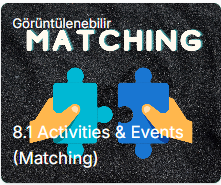 Görüntülenebilir
MATCHING
8.1 Activities & Events
(Matching)